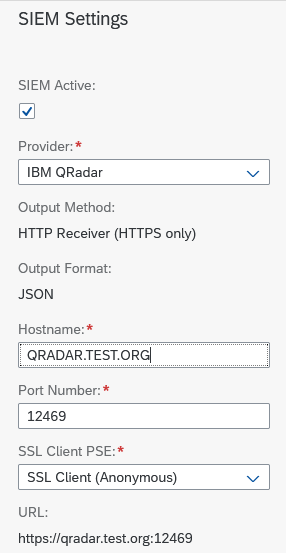 SIEM Settings
SIEM Active:
Provider:*
IBM QRadar
Output Method:
HTTP Receiver (HTTPS only)
Output Format:
JSON
Hostname:*
QRADAR.TEST.ORG
Port Number:*
12469
SSL Client PSE:*
SSL Client (Anonymous)
URL:
https://qradar.test.org:12469